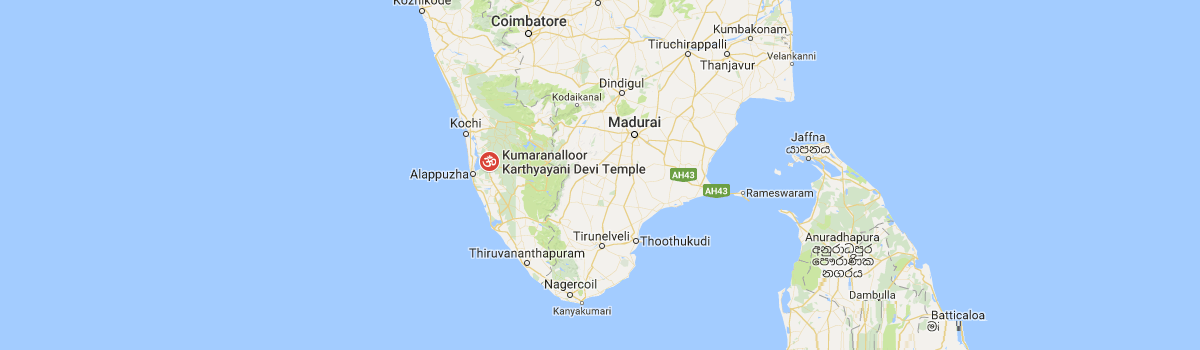 Kozhikode
Coimbatore
Kumbakonam
Tiruchirappalli
Thanjavur
Velankanni
Dindigul
Kodaikanal
Madurai
Kochi
Jaffna
යාපනය
Kumaranalloor
Karthyayani Devi Temple
Alappuzha
AH43
AH43
Rameswaram
Tirunelveli
Thoothukudi
Anuradhapura
අනුරාධපුර
පෞරාණික
නගරය
Thiruvananthapuram
Nagercoil
Kanyakumari
Dambulla
Batticaloa